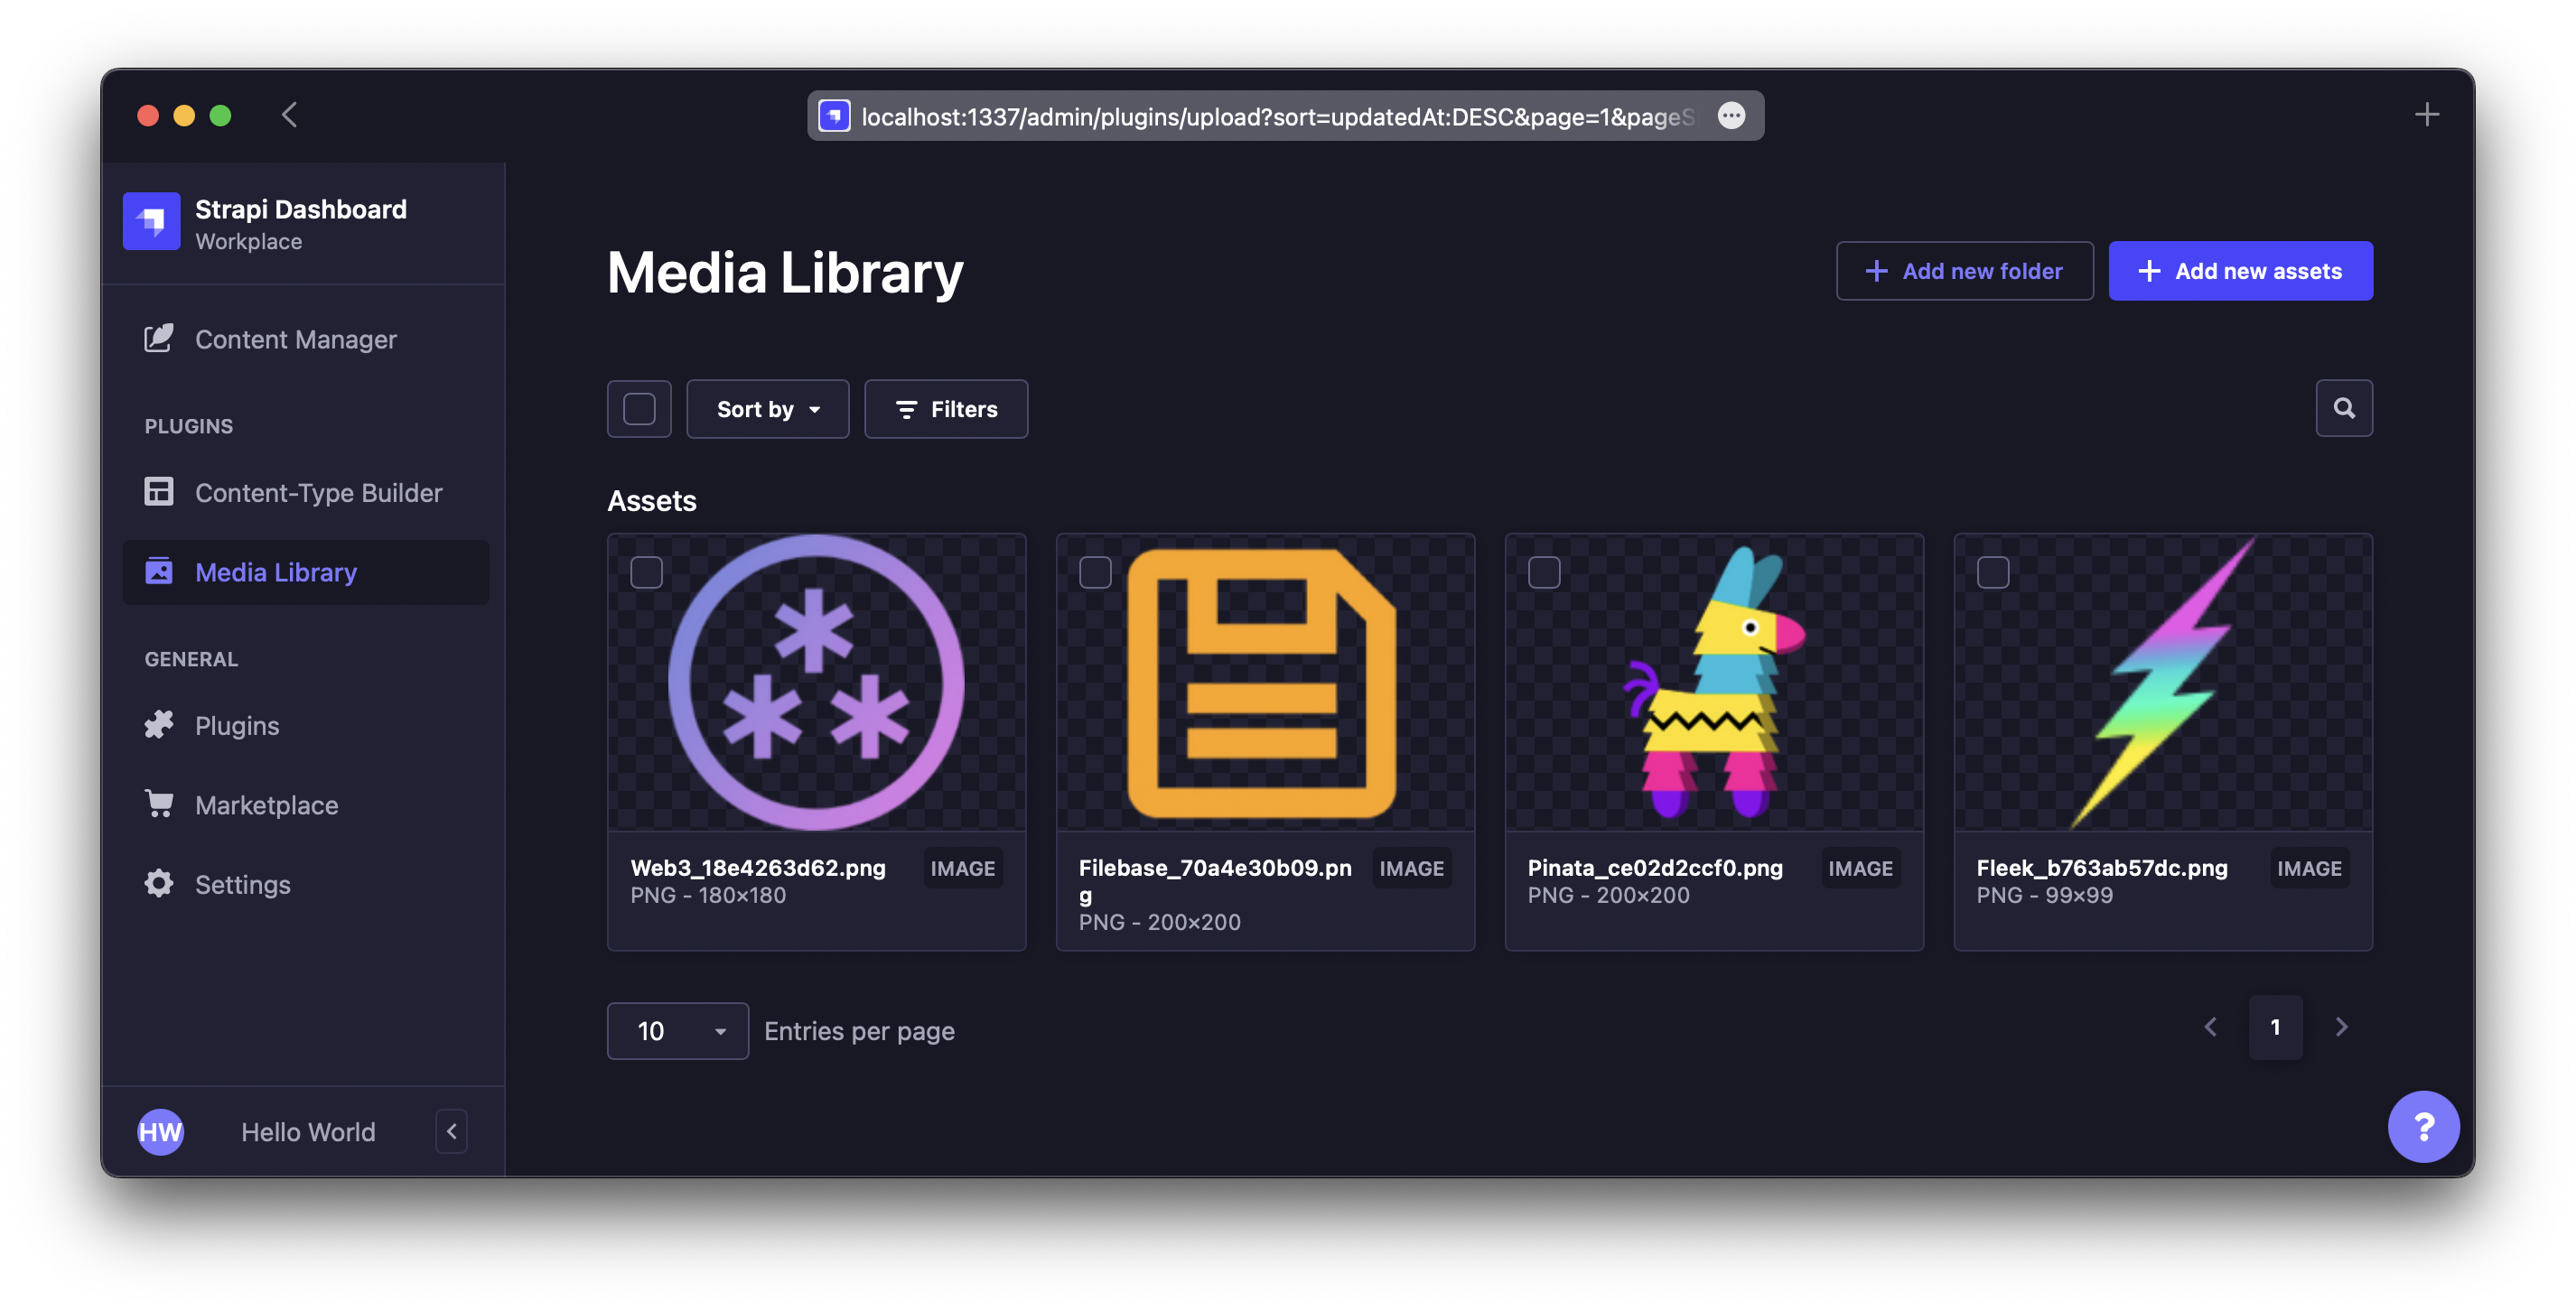 localhost:1337/admin/plugins/upload?sort=updatedAt:DESC&page=1&pageS
Strapi Dashboard
Workplace
Content Manager
PLUGINS
Content-Type Builder
Media Library
GENERAL
Plugins
Marketplace
Settings
HW
Hello World
Media Library
Add new folder
Add new assets
Sort by
Filters
Assets
Web3_18e4263d62.png
IMAGE
PNG - 180×180
Filebase_70a4e30b09.pn
g
IMAGE
PNG - 200×200
Pinata_ce02d2ccf0.png
IMAGE
PNG - 200×200
Fleek_b763ab57dc.png
IMAGE
PNG - 99×99
10
Entries per page
1
?